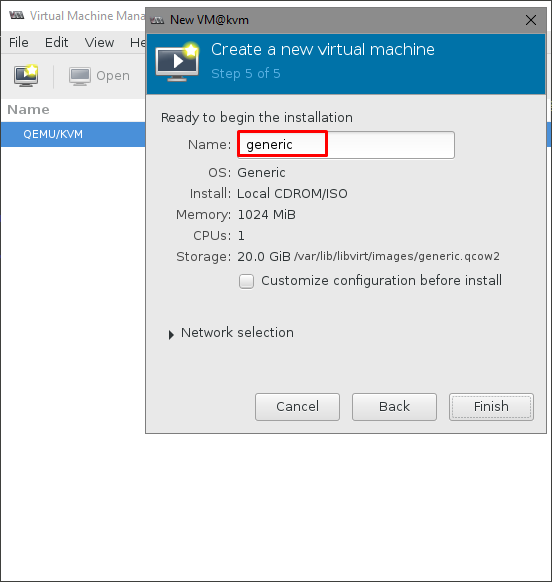 Virtual Machine Mana
File Edit View He
Open
Name
QEMU/KVM
New VM@kvm
Create a new virtual machine
Step 5 of 5
Ready to begin the installation
Name: generic
OS: Generic
Install: Local CDROM/ISO
Memory: 1024 MiB
CPUs: 1
Storage: 20.0 GiB /var/lib/libvirt/images/generic.qcow2
Customize configuration before install
Network selection
Cancel Back Finish